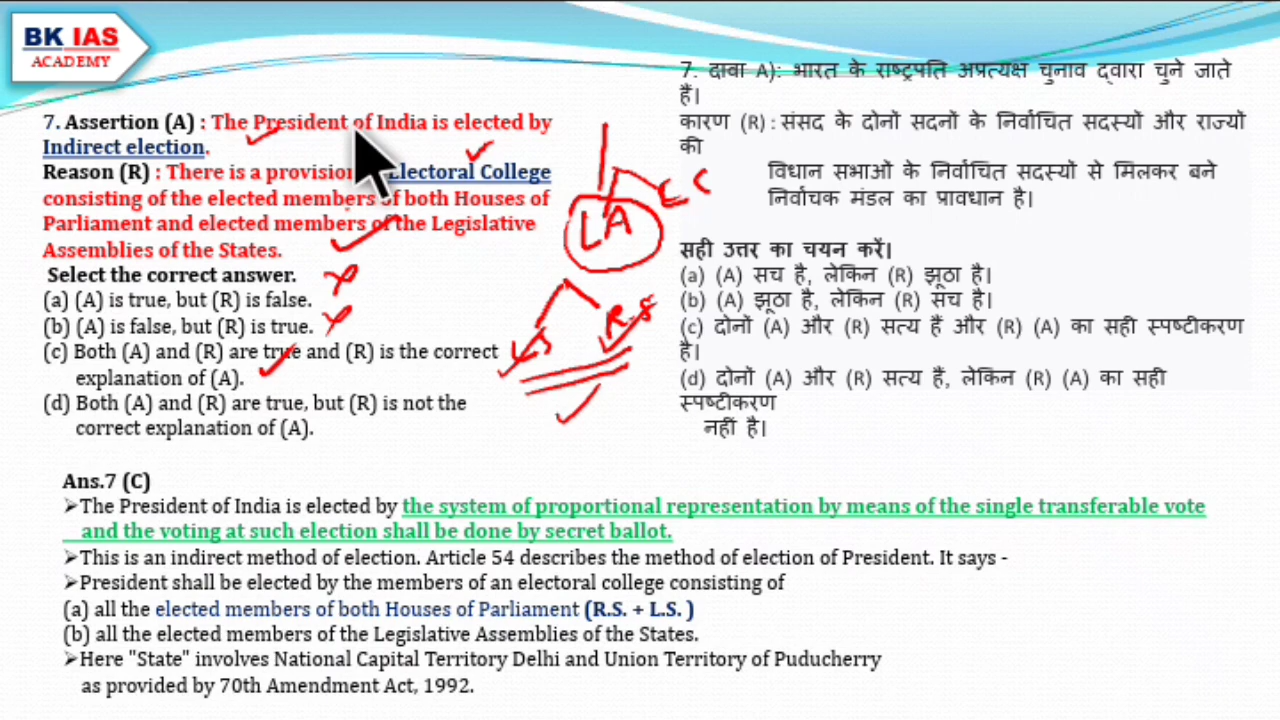 BK IAS
ACADEMY
7. Assertion (A) : The President of India is elected by
Indirect election.
Reason (R) : There is a provision Electoral College
consisting of the elected members of both Houses of
Parliament and elected members of the Legislative
Assemblies of the States.
Select the correct answer.
(a) (A) is true, but (R) is false.
(b) (A) is false, but (R) is true.
(c) Both (A) and (R) are true and (R) is the correct
explanation of (A).
(d) Both (A) and (R) are true, but (R) is not the
correct explanation of (A).
E C
LA
LS
R.S
7. दावा A): भारत के राष्ट्रपति अप्रत्यक्ष चुनाव द्वारा चुने जाते
हैं।
कारण (R) : संसद के दोनों सदनों के निर्वाचित सदस्यों और राज्यों
की
विधान सभाओं के निर्वाचित सदस्यों से मिलकर बने
निर्वाचक मंडल का प्रावधान है।
सही उत्तर का चयन करें।
(a) (A) सच है, लेकिन (R) झूठा है।
(b) (A) झूठा है, लेकिन (R) सच है।
(c) दोनों (A) और (R) सत्य हैं और (R) (A) का सही स्पष्टीकरण
है।
(d) दोनों (A) और (R) सत्य हैं, लेकिन (R) (A) का सही
स्पष्टीकरण
नहीं है।
Ans.7 (C)
➢The President of India is elected by the system of proportional representation by means of the single transferable vote
and the voting at such election shall be done by secret ballot.
➢This is an indirect method of election. Article 54 describes the method of election of President. It says -
➢President shall be elected by the members of an electoral college consisting of
(a) all the elected members of both Houses of Parliament (R.S. + L.S. )
(b) all the elected members of the Legislative Assemblies of the States.
➢Here "State" involves National Capital Territory Delhi and Union Territory of Puducherry
as provided by 70th Amendment Act, 1992.